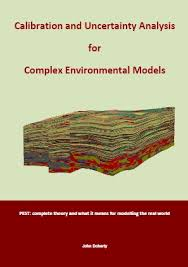 Calibration and Uncertainty Analysis
for
Complex Environmental Models
PEST: complete theory and what it means for modelling the real world
John Doherty